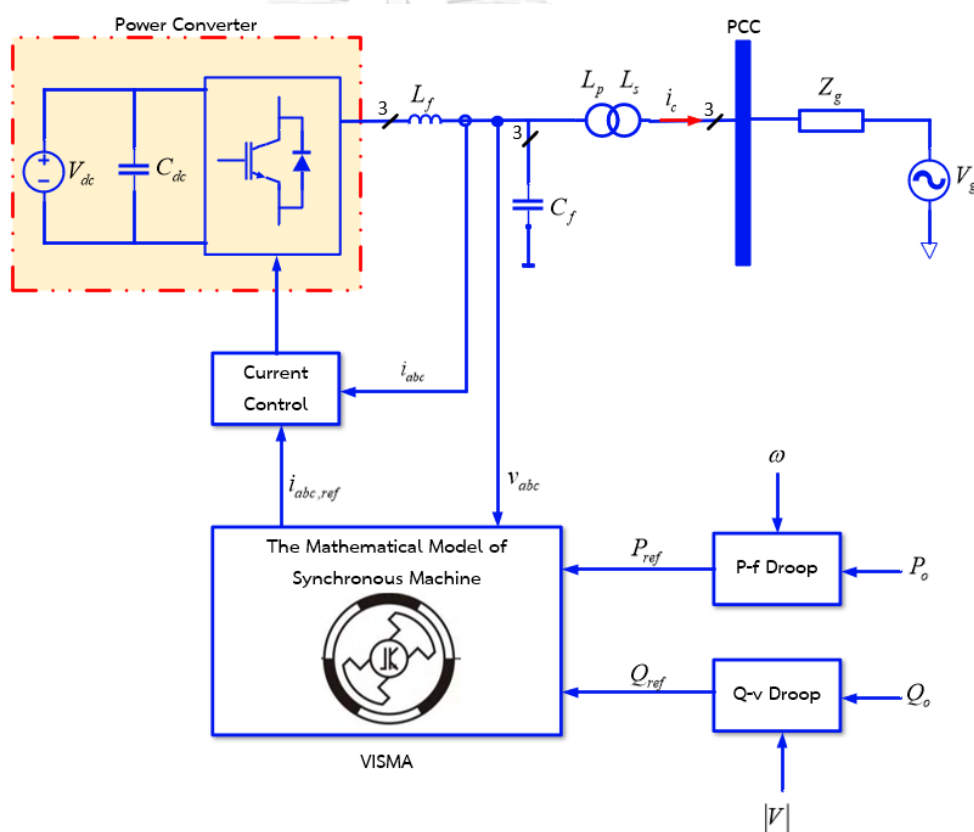 Power Converter
PCC
3
L_f
L_p
L_s
i_c
3
Z_g
3
V_dc
C_dc
C_f
V_g
Current
Control
i_abc
i_abc,ref
v_abc
ω
The Mathematical Model of
Synchronous Machine
P_ref
P-f Droop
P_o
Q_ref
Q-v Droop
Q_o
VISMA
|V|